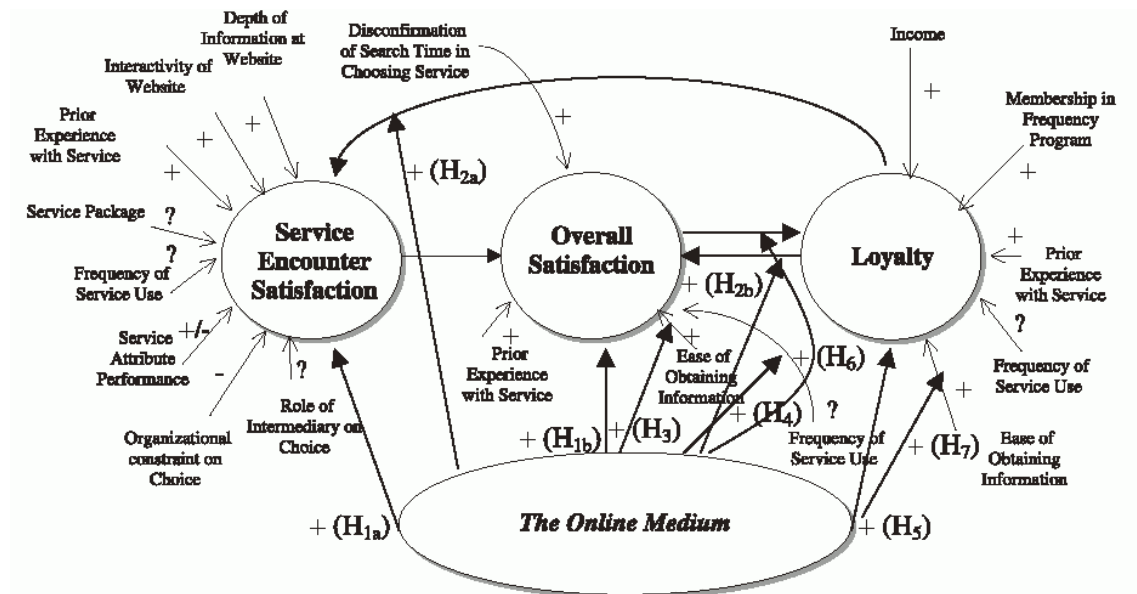 Depth of
Information at
Website
Interactivity of
Website
Prior
Experience
with Service
Service Package
Frequency of
Service Use
Service
Attribute
Performance
Organizational
constraint on
Choice
Role of
Intermediary on
Choice
+
+
+
?
?
+/-
-
?
Service
Encounter
Satisfaction
Disconfirmation
of Search Time in
Choosing Service
+
+ (H2a)
Overall
Satisfaction
+ (H2b)
+
Prior
Experience
with Service
+
Ease of
Obtaining
Information
?
Frequency of
Service Use
Income
+
Membership in
Frequency
Program
+
Loyalty
+
Prior
Experience
with Service
?
Frequency of
Service Use
+
Ease of
Obtaining
Information
+ (H6)
+ (H4)
+ (H3)
+ (H1b)
+ (H7)
+ (H1a)
The Online Medium
+ (H5)